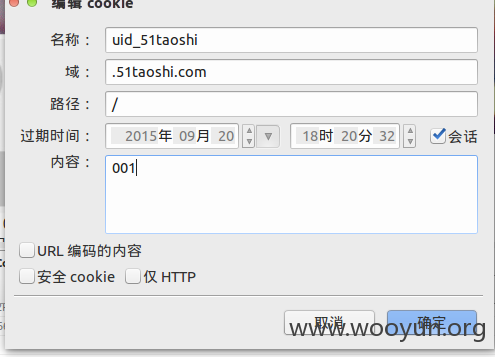 编辑 cookie
名称： uid_51taoshi
域： .51taoshi.com
路径： /
过期时间： 2015年 09月 20 18时 20分 32 会话
内容： 001
URL 编码的内容
安全 cookie 仅 HTTP
取消 确定
www.wooyun.org